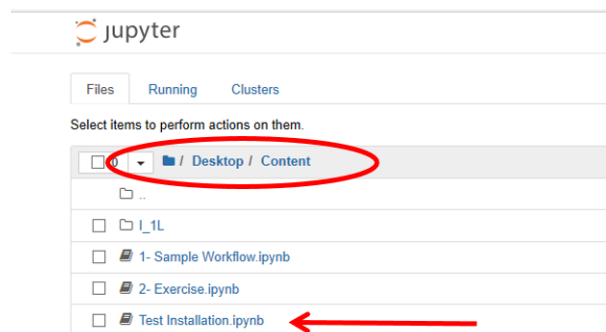 jupyter
Files Running Clusters
Select items to perform actions on them.
0 / Desktop / Content
..
I_1L
1- Sample Workflow.ipynb
2- Exercise.ipynb
Test Installation.ipynb